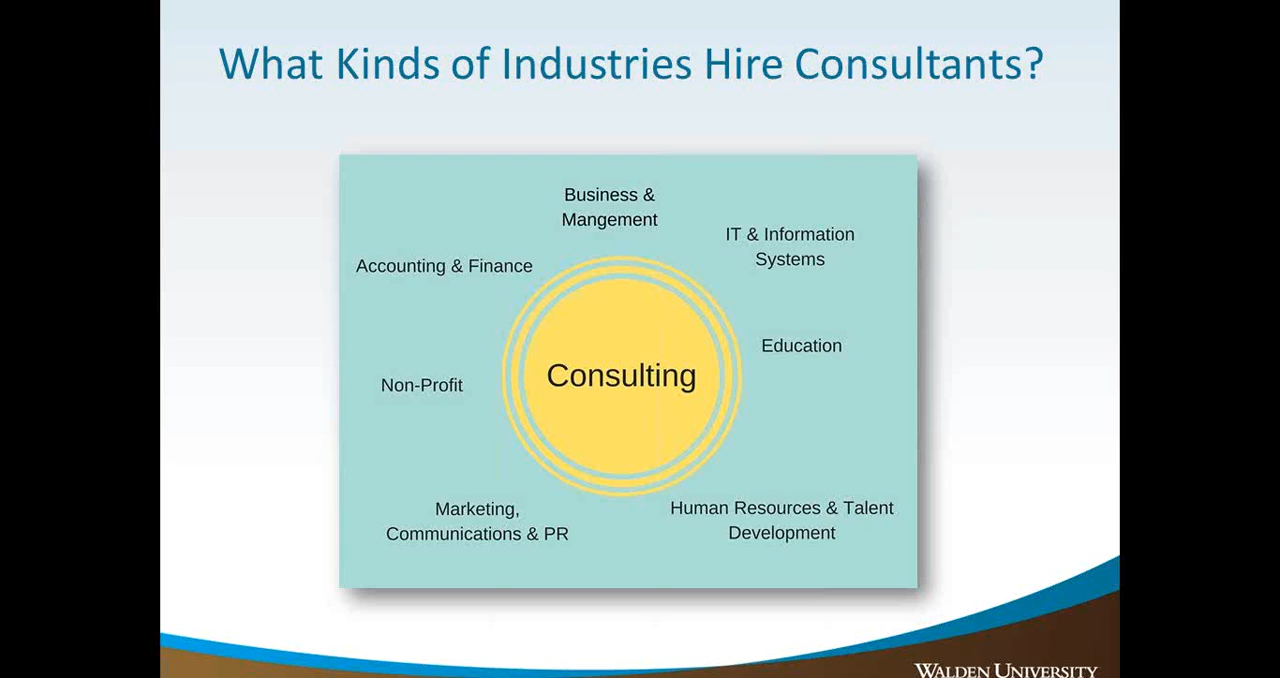 What Kinds of Industries Hire Consultants?
Business &
Mangement
IT & Information
Systems
Accounting & Finance
Education
Consulting
Non-Profit
Marketing,
Communications & PR
Human Resources & Talent
Development
WALDEN UNIVERSITY